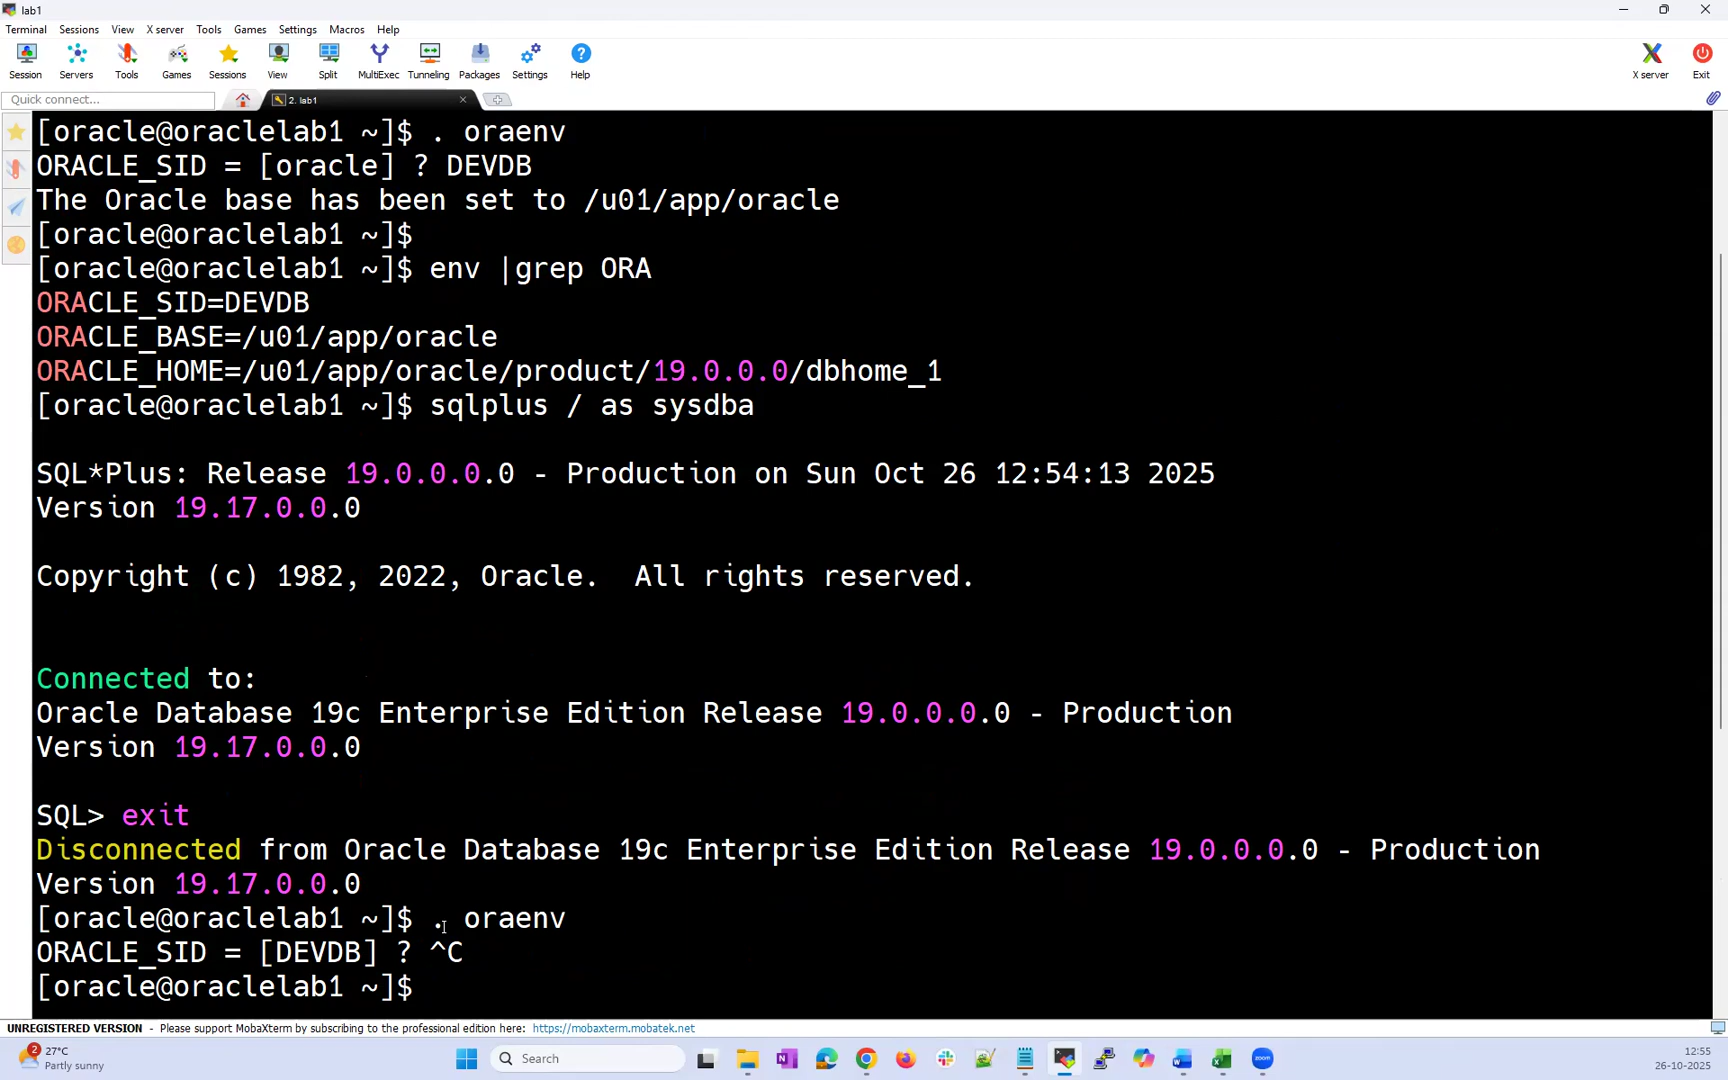 lab1
Terminal Sessions View X server Tools Games Settings Macros Help
Session Servers Tools Games Sessions View Split MultiExec Tunneling Packages Settings Help X server Exit
Quick connect... 2. lab1
[oracle@oraclelab1 ~]$ . oraenv
ORACLE_SID = [oracle] ? DEVDB
The Oracle base has been set to /u01/app/oracle
[oracle@oraclelab1 ~]$
[oracle@oraclelab1 ~]$ env |grep ORA
ORACLE_SID=DEVDB
ORACLE_BASE=/u01/app/oracle
ORACLE_HOME=/u01/app/oracle/product/19.0.0.0/dbhome_1
[oracle@oraclelab1 ~]$ sqlplus / as sysdba
SQL*Plus: Release 19.0.0.0.0 - Production on Sun Oct 26 12:54:13 2025
Version 19.17.0.0.0
Copyright (c) 1982, 2022, Oracle.  All rights reserved.
Connected to:
Oracle Database 19c Enterprise Edition Release 19.0.0.0.0 - Production
Version 19.17.0.0.0
SQL> exit
Disconnected from Oracle Database 19c Enterprise Edition Release 19.0.0.0.0 - Production
Version 19.17.0.0.0
[oracle@oraclelab1 ~]$ . oraenv
ORACLE_SID = [DEVDB] ? ^C
[oracle@oraclelab1 ~]$
UNREGISTERED VERSION - Please support MobaXterm by subscribing to the professional edition here: https://mobaxterm.mobatek.net
2 27°C
Partly sunny
Search
zoom
12:55
26-10-2025